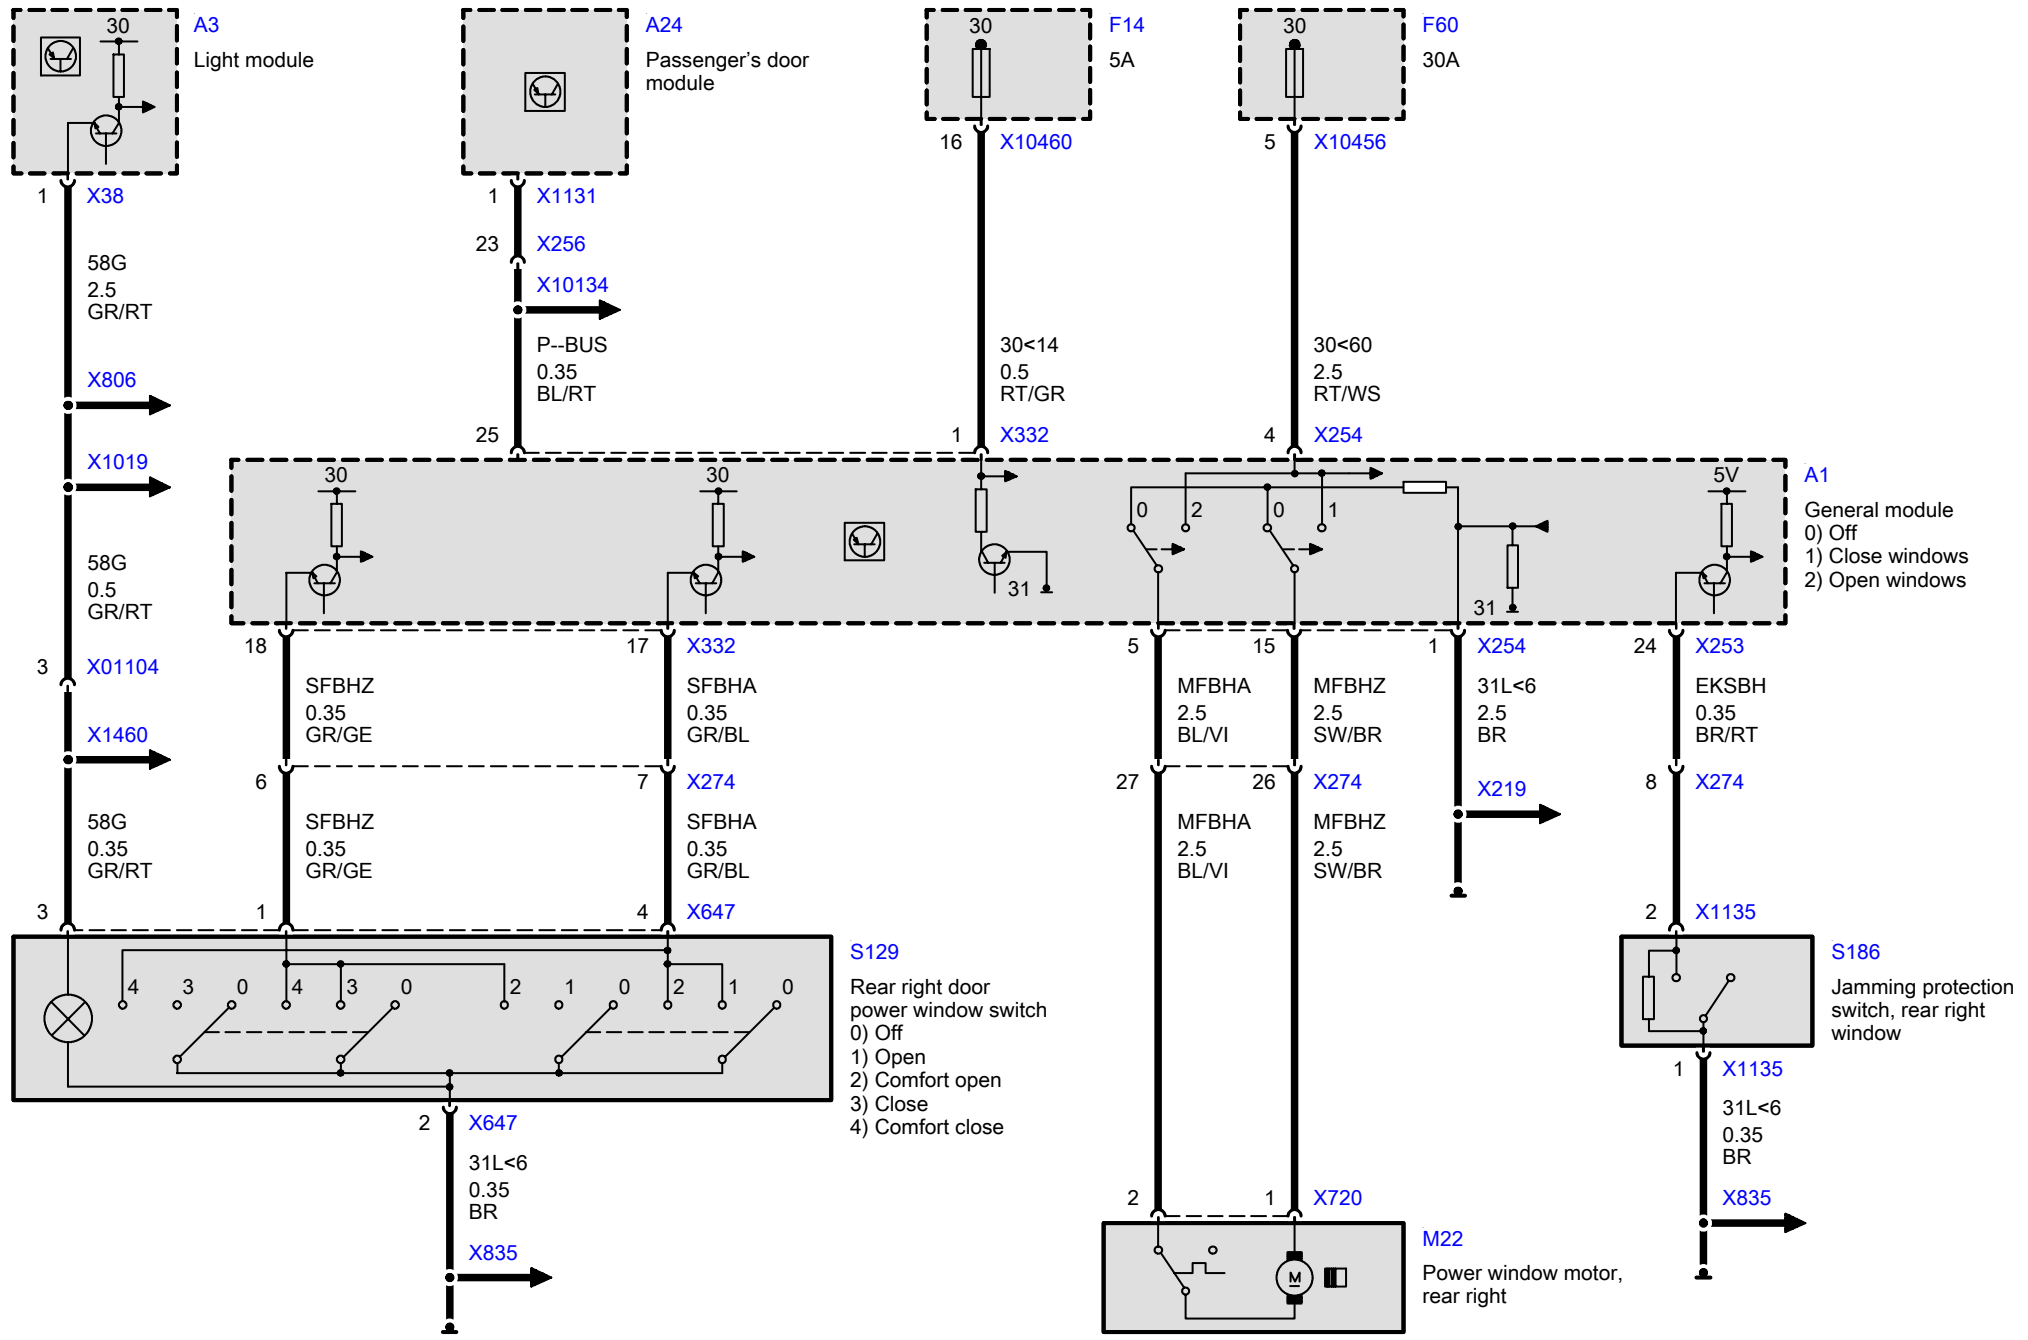 30
A3
Light module
A24
Passenger's door
module
30
F14
5A
30
F60
30A
16
X10460
5
X10456
1
X38
1
X1131
23
X256
58G
2.5
GR/RT
X10134
P--BUS
0.35
BL/RT
30<14
0.5
RT/GR
30<60
2.5
RT/WS
X806
25
1
X332
4
X254
X1019
30
30
5V
A1
General module
0) Off
1) Close windows
2) Open windows
0
2
0
1
31
31
58G
0.5
GR/RT
18
17
X332
5
15
1
X254
24
X253
3
X01104
SFBHZ
0.35
GR/GE
SFBHA
0.35
GR/BL
MFBHA
2.5
BL/VI
MFBHZ
2.5
SW/BR
31L<6
2.5
BR
EKSBH
0.35
BR/RT
X1460
6
7
X274
27
26
X274
X219
8
X274
58G
0.35
GR/RT
SFBHZ
0.35
GR/GE
SFBHA
0.35
GR/BL
MFBHA
2.5
BL/VI
MFBHZ
2.5
SW/BR
3
1
4
X647
2
X1135
S129
Rear right door
power window switch
0) Off
1) Open
2) Comfort open
3) Close
4) Comfort close
4
3
0
4
3
0
2
1
0
2
1
0
S186
Jamming protection
switch, rear right
window
1
X1135
2
X647
31L<6
0.35
BR
31L<6
0.35
BR
X835
2
1
X720
X835
M
M22
Power window motor,
rear right